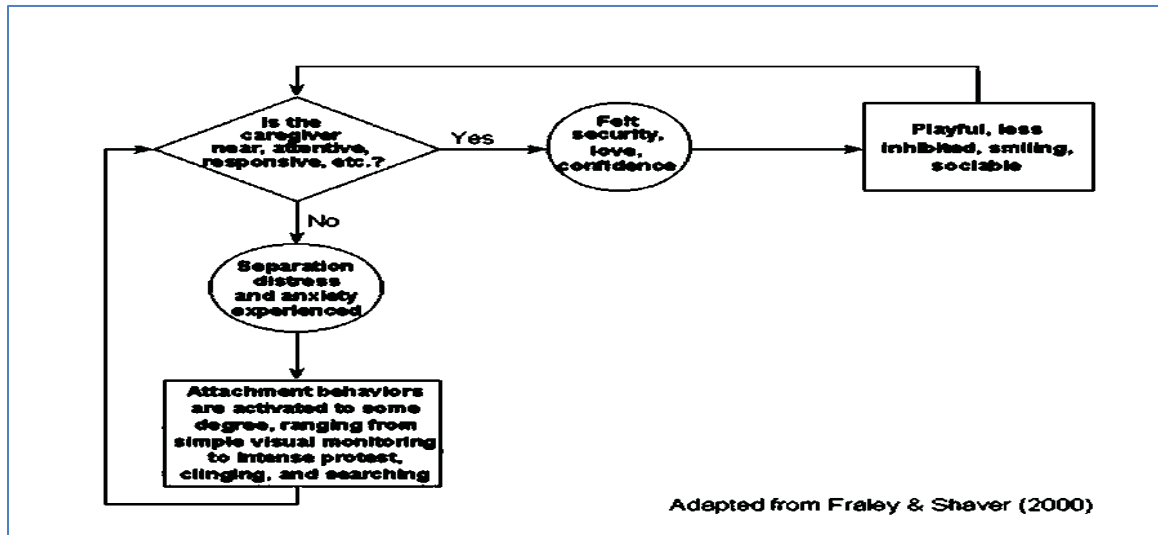 Is the
caregiver
near, attentive,
responsive, etc.?
Yes
Felt
security,
love,
confidence
Playful, less
inhibited, smiling,
sociable
No
Separation
distress
and anxiety
experienced
Attachment behaviors
are activated to some
degree, ranging from
simple visual monitoring
to intense protest,
clinging, and searching
Adapted from Fraley & Shaver (2000)